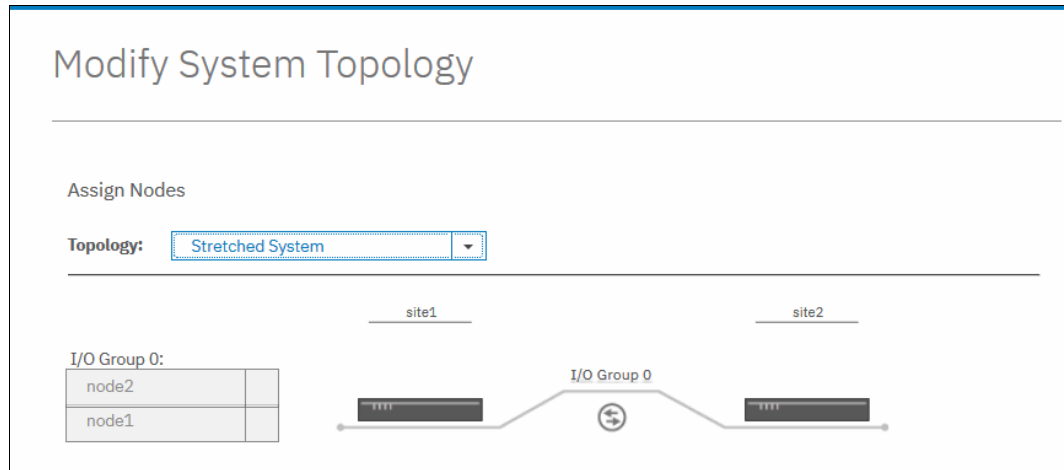 Modify System Topology
Assign Nodes
Topology: Stretched System
site1 site2
I/O Group 0:
I/O Group 0
node2
node1